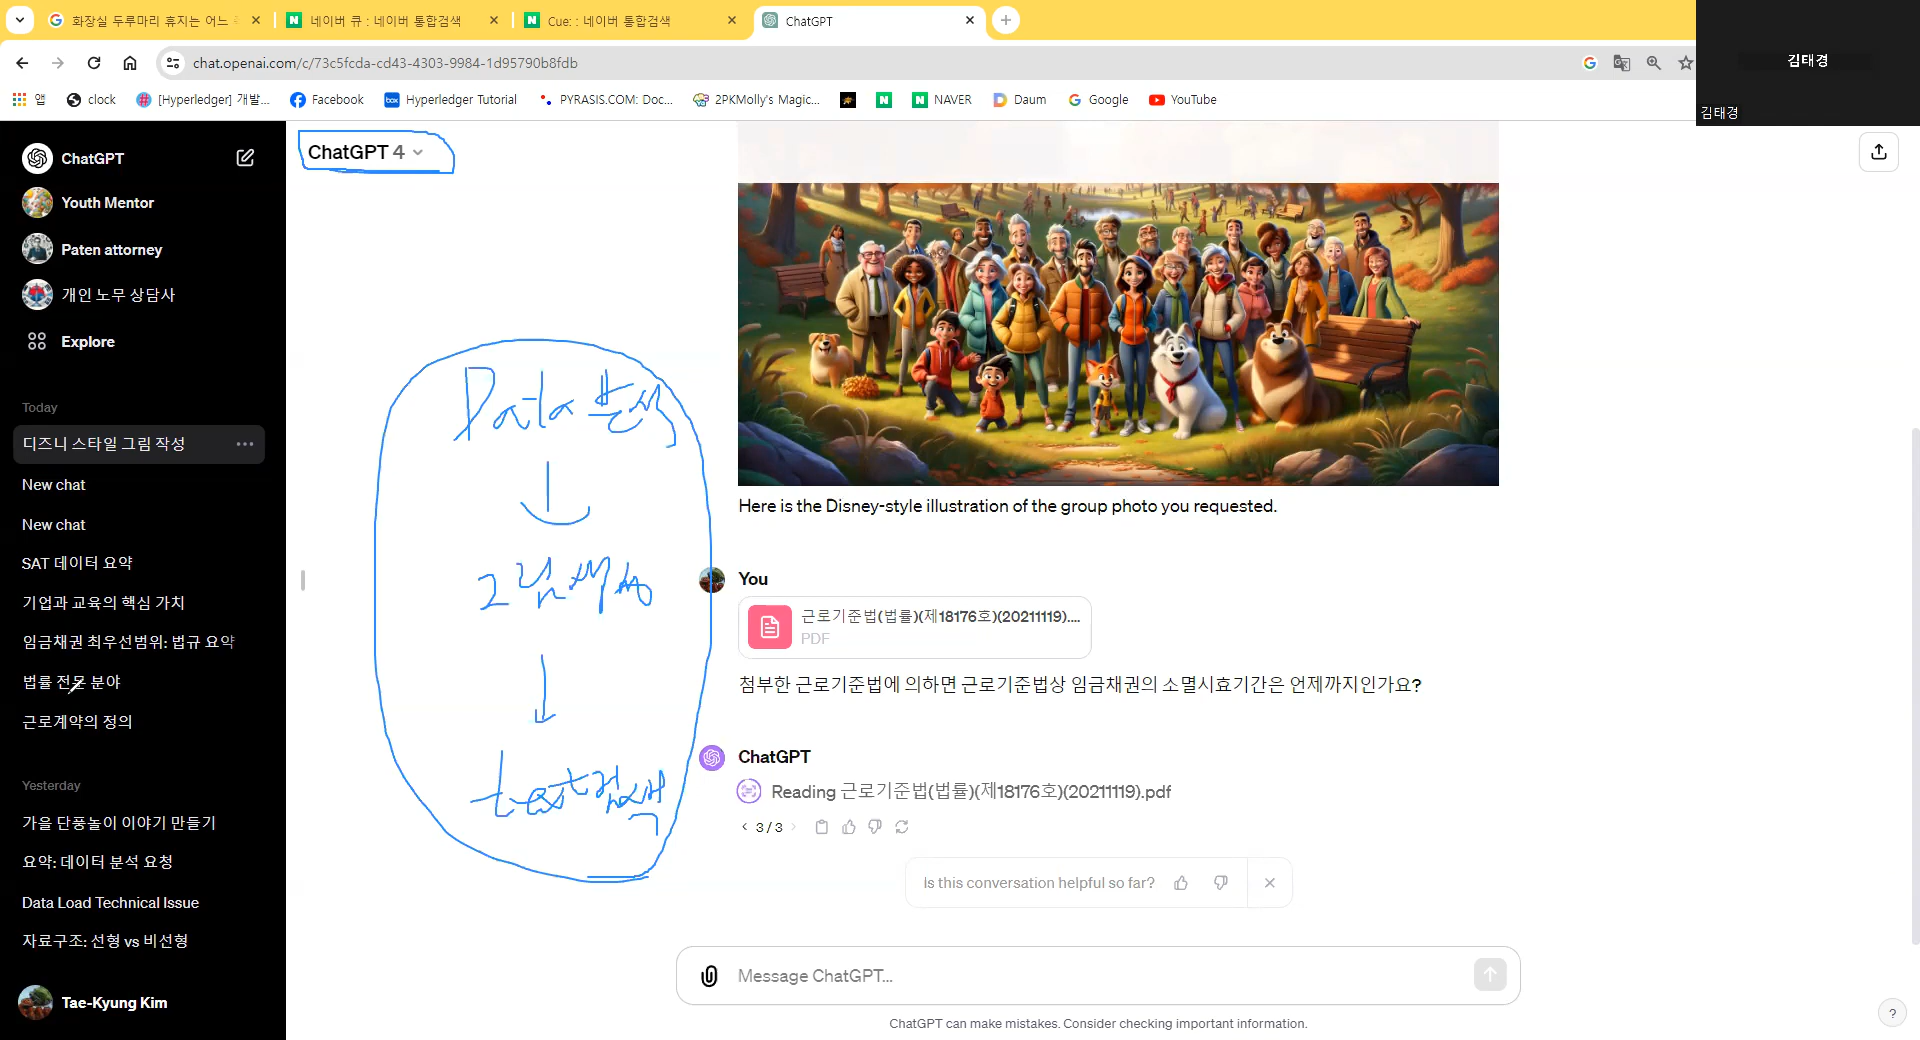 화장실 두루마리 휴지는 어느
네이버 큐 : 네이버 통합검색
Cue: : 네이버 통합검색
ChatGPT
chat.openai.com/c/73c5fcda-cd43-4303-9984-1d95790b8fdb
앱
clock
[Hyperledger] 개발...
Facebook
Hyperledger Tutorial
PYRASIS.COM: Doc...
2PKMolly's Magic...
NAVER
Daum
Google
YouTube
김태경
김태경
ChatGPT
Youth Mentor
Paten attorney
개인 노무 상담사
Explore
Today
디즈니 스타일 그림 작성
New chat
New chat
SAT 데이터 요약
기업과 교육의 핵심 가치
임금채권 최우선범위: 법규 요약
법률 전문 분야
근로계약의 정의
Yesterday
가을 단풍놀이 이야기 만들기
요약: 데이터 분석 요청
Data Load Technical Issue
자료구조: 선형 vs 비선형
Tae-Kyung Kim
ChatGPT 4
Data 분석
그림생성
text검색
Here is the Disney-style illustration of the group photo you requested.
You
근로기준법(법률)(제18176호)(20211119)....
PDF
첨부한 근로기준법에 의하면 근로기준법상 임금채권의 소멸시효기간은 언제까지인가요?
ChatGPT
Reading 근로기준법(법률)(제18176호)(20211119).pdf
3 / 3
Is this conversation helpful so far?
Message ChatGPT...
ChatGPT can make mistakes. Consider checking important information.
?